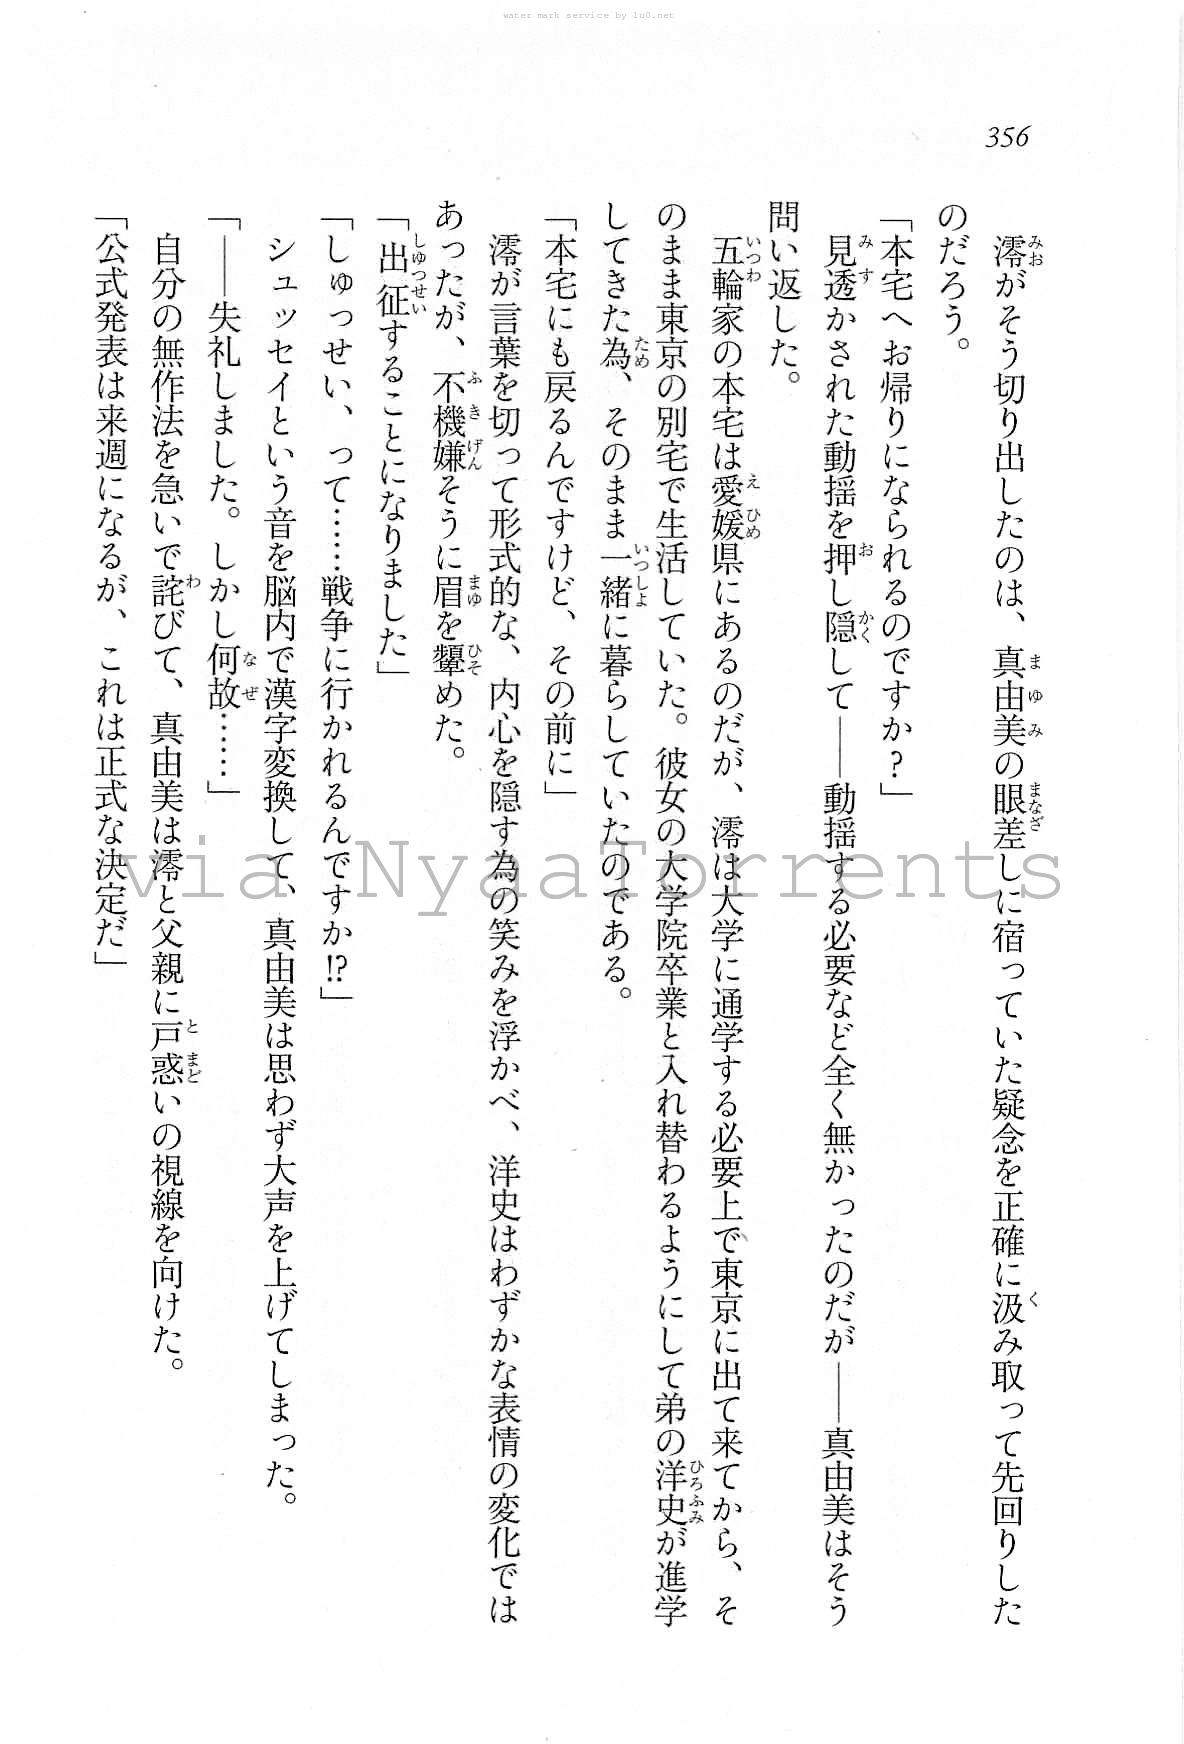 water mark service by lu0.net
356
澪がそう切り出したのは、真由美の眼差しに宿っていた疑念を正確に汲み取って先回りした
のだろう。
「本宅へお帰りになられるのですか？」
見透かされた動揺を押し隠して――動揺する必要など全く無かったのだが――真由美はそう
問い返した。
五輪家の本宅は愛媛県にあるのだが、澪は大学に通学する必要上で東京に出て来てから、そ
のまま東京の別宅で生活していた。彼女の大学院卒業と入れ替わるようにして弟の洋史が進学
してきた為、そのまま一緒に暮らしていたのである。
「本宅にも戻るんですけど、その前に」
澪が言葉を切って形式的な、内心を隠す為の笑みを浮かべ、洋史はわずかな表情の変化では
あったが、不機嫌そうに眉を顰めた。
「出征することになりました」
「しゅっせい、って……戦争に行かれるんですか!?」
シュッセイという音を脳内で漢字変換して、真由美は思わず大声を上げてしまった。
「――失礼しました。しかし何故……」
自分の無作法を急いで詫びて、真由美は澪と父親に戸惑いの視線を向けた。
「公式発表は来週になるが、これは正式な決定だ」
via NyaaTorrents